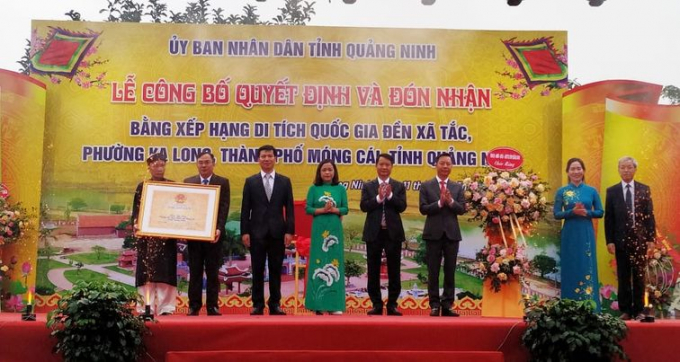 ỦY BAN NHÂN DÂN TỈNH QUẢNG NINH
LỄ CÔNG BỐ QUYẾT ĐỊNH VÀ ĐÓN NHẬN
BẰNG XẾP HẠNG DI TÍCH QUỐC GIA ĐỀN XÃ TẮC,
PHƯỜNG KA LONG, THÀNH PHỐ MÓNG CÁI, TỈNH QUẢNG N